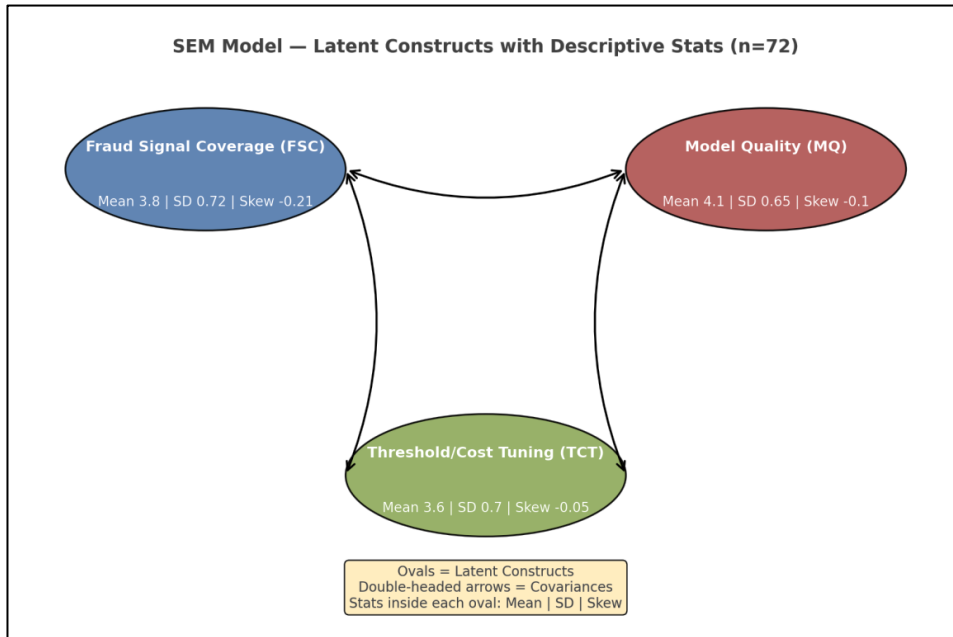 SEM Model — Latent Constructs with Descriptive Stats (n=72)
Fraud Signal Coverage (FSC)
Mean 3.8 | SD 0.72 | Skew -0.21
Model Quality (MQ)
Mean 4.1 | SD 0.65 | Skew -0.1
Threshold/Cost Tuning (TCT)
Mean 3.6 | SD 0.7 | Skew -0.05
Ovals = Latent Constructs
Double-headed arrows = Covariances
Stats inside each oval: Mean | SD | Skew